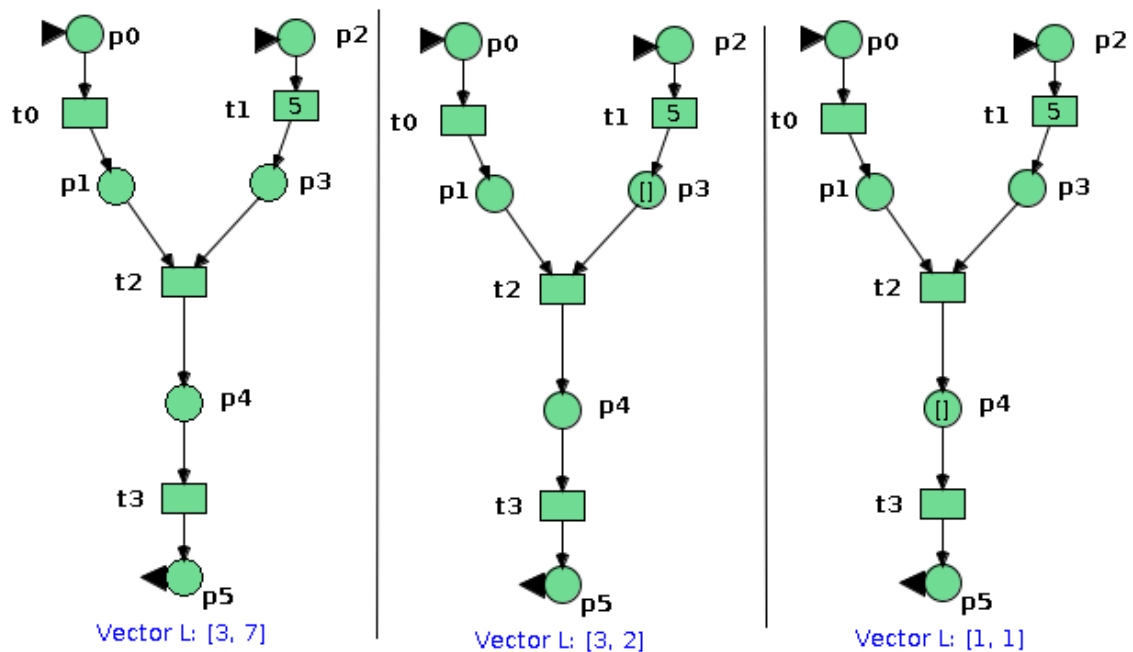 p0
p2
t0
t1
5
p1
p3
t2
p4
t3
p5
Vector L: [3, 7]
p0
p2
t0
t1
5
p1
[]
p3
t2
p4
t3
p5
Vector L: [3, 2]
p0
p2
t0
t1
5
p1
p3
t2
[]
p4
t3
p5
Vector L: [1, 1]